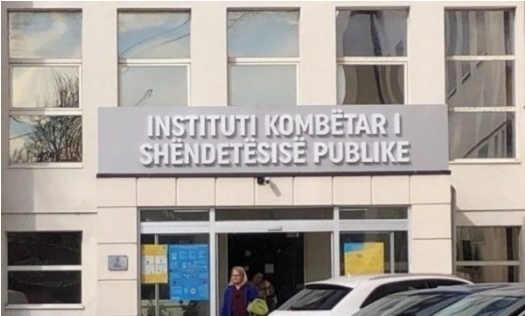 INSTITUTI KOMBËTAR I
SHËNDETËSISË PUBLIKE